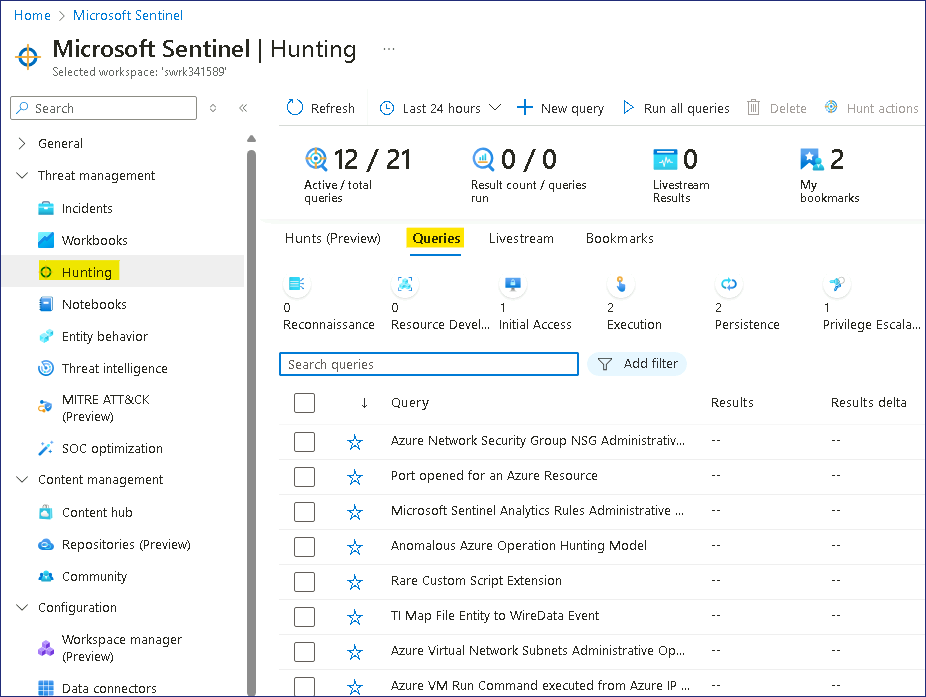 Home > Microsoft Sentinel
Microsoft Sentinel | Hunting ...
Selected workspace: 'swrk341589'
Search
General
Threat management
Incidents
Workbooks
Hunting
Notebooks
Entity behavior
Threat intelligence
MITRE ATT&CK
(Preview)
SOC optimization
Content management
Content hub
Repositories (Preview)
Community
Configuration
Workspace manager
(Preview)
Data connectors
Refresh Last 24 hours New query Run all queries Delete Hunt actions
12 / 21
Active / total
queries
0 / 0
Result count / queries
run
0
Livestream
Results
2
My
bookmarks
Hunts (Preview) Queries Livestream Bookmarks
0
Reconnaissance
0
Resource Devel...
1
Initial Access
2
Execution
2
Persistence
1
Privilege Escala...
Search queries
Add filter
↓ Query Results Results delta
Azure Network Security Group NSG Administrativ... -- --
Port opened for an Azure Resource -- --
Microsoft Sentinel Analytics Rules Administrative ... -- --
Anomalous Azure Operation Hunting Model -- --
Rare Custom Script Extension -- --
TI Map File Entity to WireData Event -- --
Azure Virtual Network Subnets Administrative Op... -- --
Azure VM Run Command executed from Azure IP ... -- --